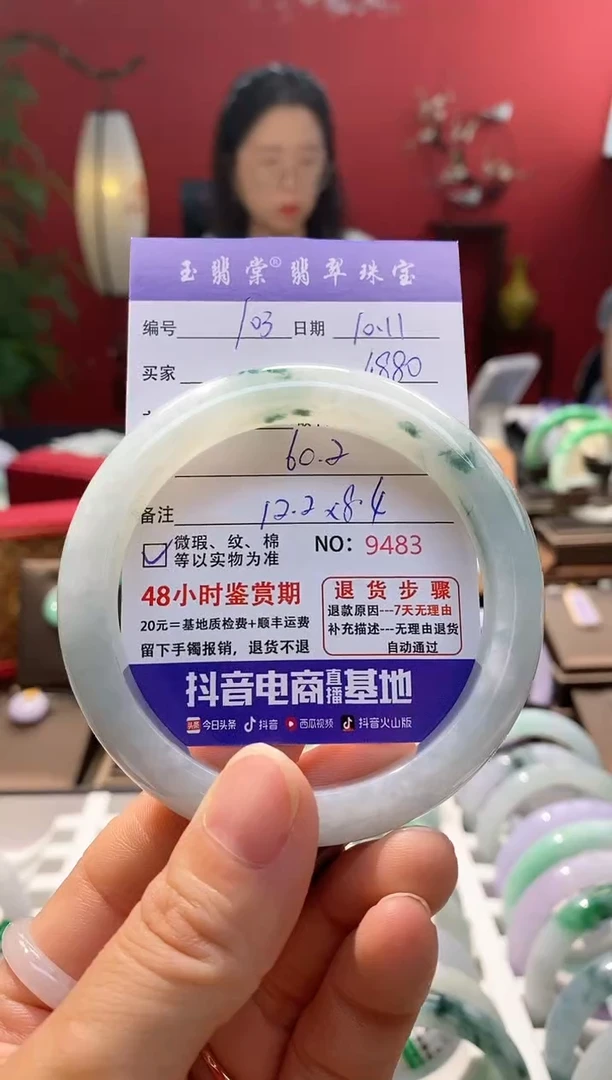 玉翡棠®翡翠珠宝
编号 103 日期 10.11
买家 1880
60.2
备注 12.2×8.4
微瑕、纹、棉
等以实物为准
NO：9483
48小时鉴赏期
20元=基地质检费+顺丰运费
留下手镯报销，退货不退
退货步骤
退款原因---7天无理由
补充描述---无理由退货
自动通过
抖音电商直播基地
头条 今日头条 抖音 西瓜视频 抖音火山版